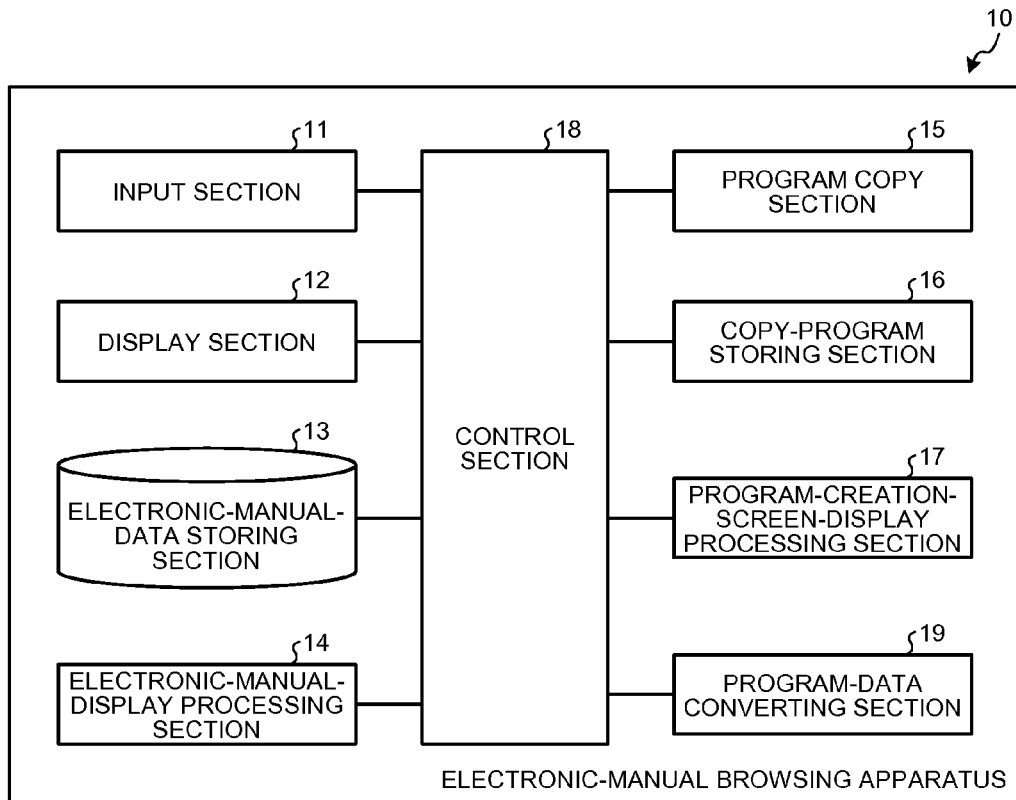 10
11
INPUT SECTION
12
DISPLAY SECTION
13
ELECTRONIC-MANUAL-
DATA STORING
SECTION
14
ELECTRONIC-MANUAL-
DISPLAY PROCESSING
SECTION
18
CONTROL
SECTION
15
PROGRAM COPY
SECTION
16
COPY-PROGRAM
STORING SECTION
17
PROGRAM-CREATION-
SCREEN-DISPLAY
PROCESSING SECTION
19
PROGRAM-DATA
CONVERTING SECTION
ELECTRONIC-MANUAL BROWSING APPARATUS